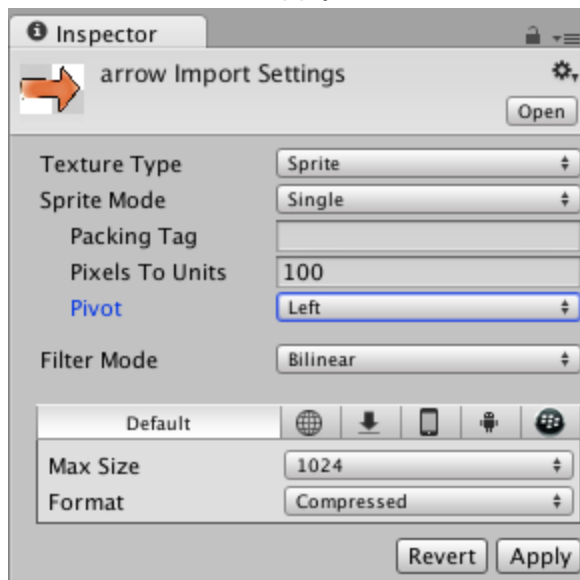 Inspector
arrow Import Settings
Open
Texture Type Sprite
Sprite Mode Single
Packing Tag
Pixels To Units 100
Pivot Left
Filter Mode Bilinear
Default
Max Size 1024
Format Compressed
Revert Apply